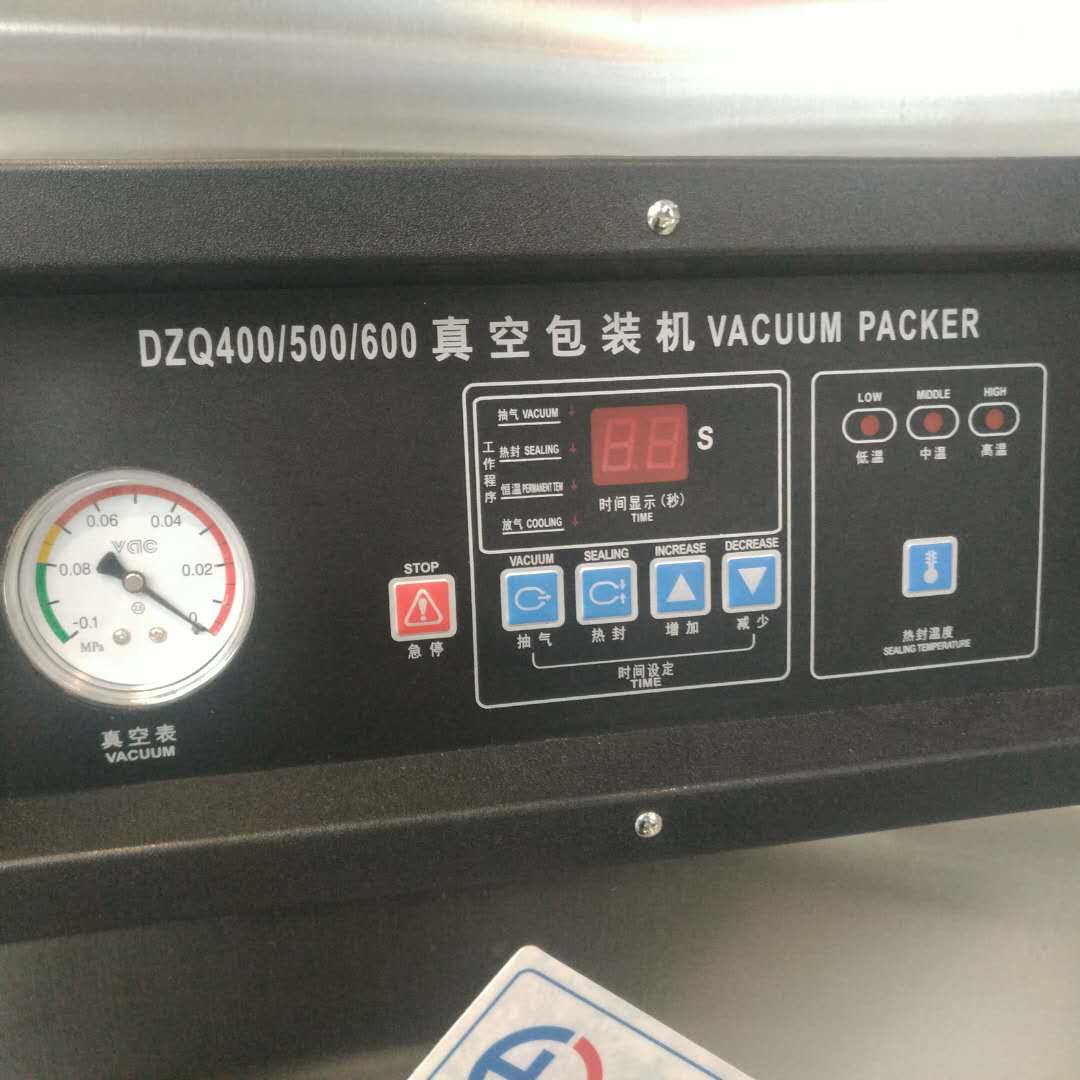 DZQ400/500/600 真空包装机 VACUUM PACKER
抽气 VACUUM
热封 SEALING
恒温 PERMANENT TEM
放气 COOLING
工作程序
S
时间显示(秒)
TIME
LOW MIDDLE HIGH
低温 中温 高温
0.06 0.04
vac
0.08 0.02
-0.1 0
MPa
真空表
VACUUM
STOP
急停
VACUUM SEALING INCREASE DECREASE
抽气 热封 增加 减少
时间设定
TIME
热封温度
SEALING TEMPERATURE